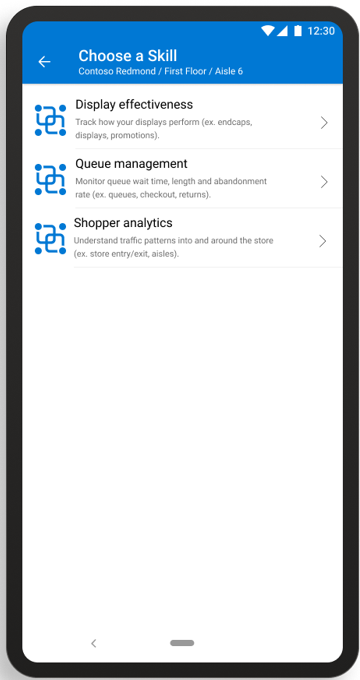 12:30
Choose a Skill
Contoso Redmond / First Floor / Aisle 6
Display effectiveness
Track how your displays perform (ex. endcaps,
displays, promotions).
Queue management
Monitor queue wait time, length and abandonment
rate (ex. queues, checkout, returns).
Shopper analytics
Understand traffic patterns into and around the store
(ex. store entry/exit, aisles).